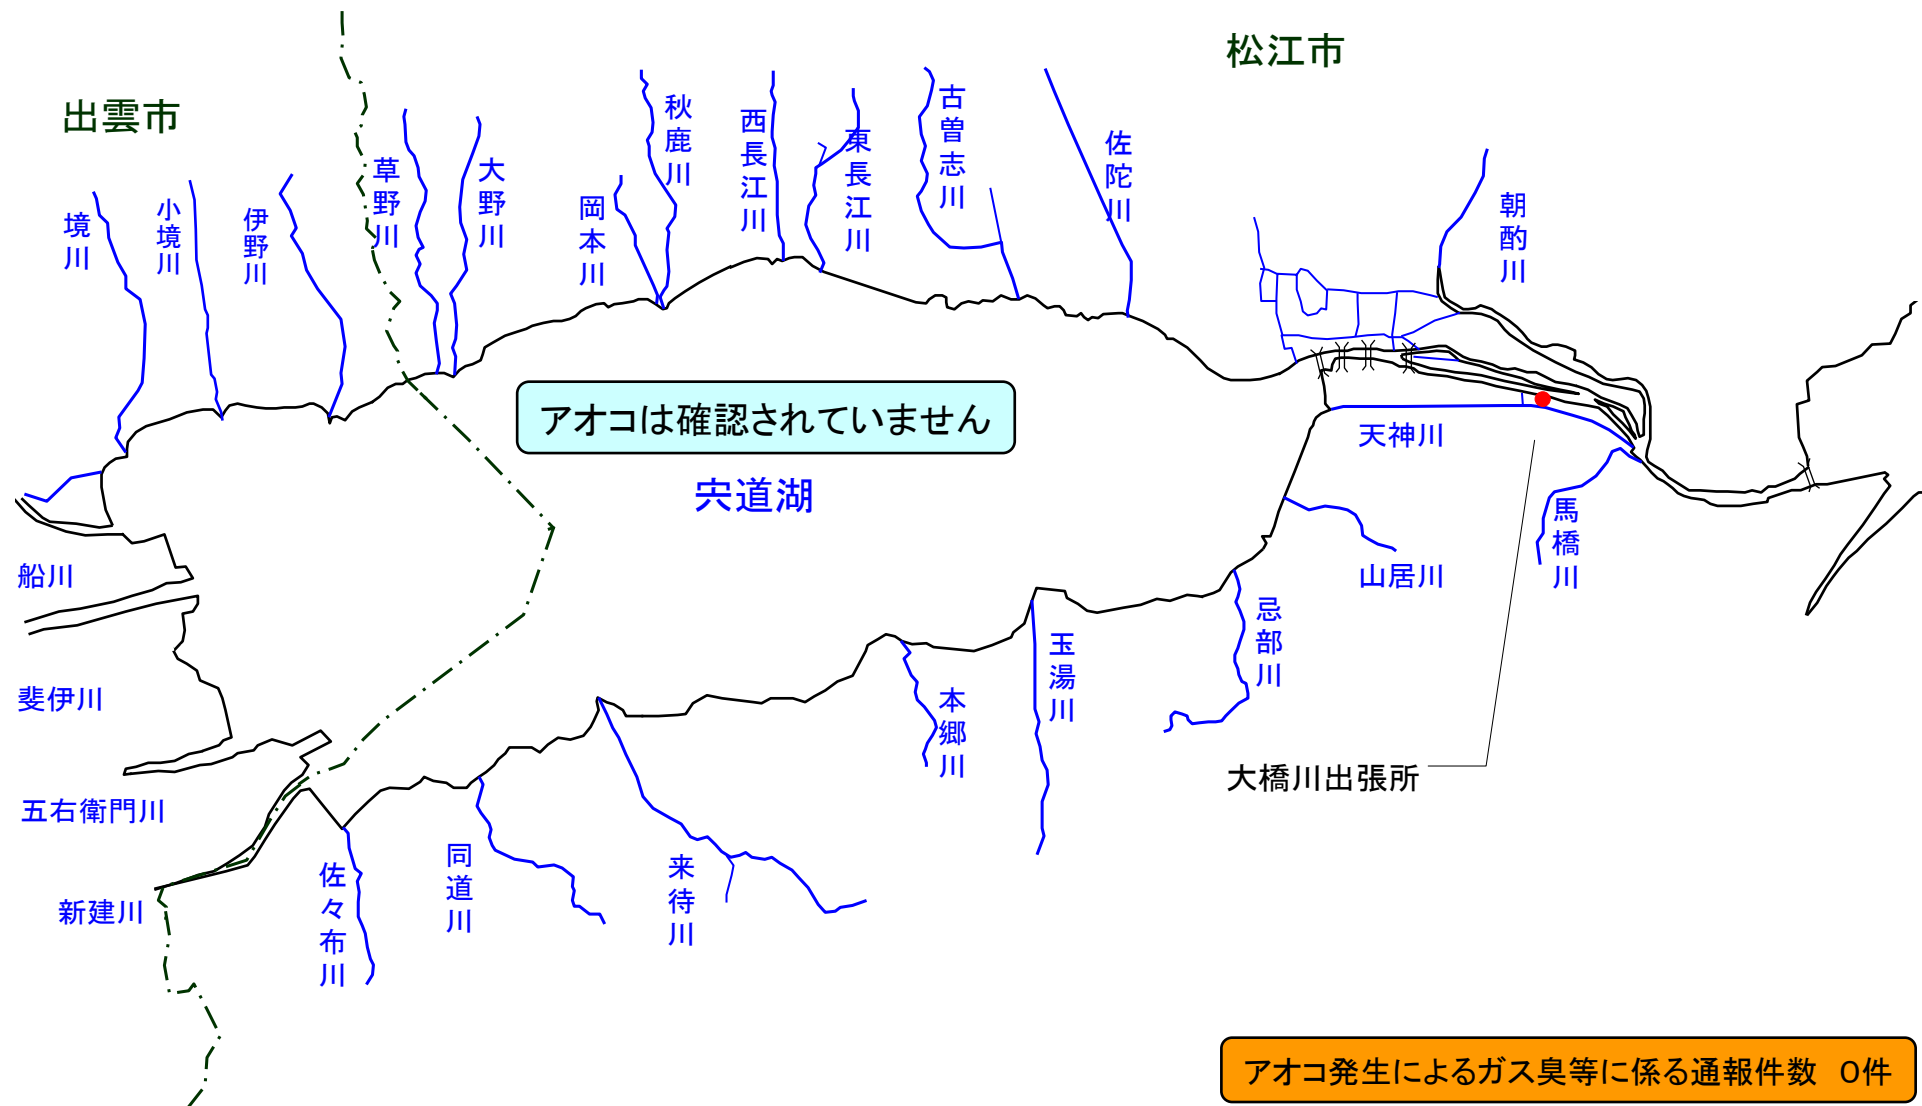 松江市
出雲市
境川
小境川
伊野川
草野川
大野川
岡本川
秋鹿川
西長江川
東長江川
古曽志川
佐陀川
朝酌川
アオコは確認されていません
宍道湖
天神川
馬橋川
山居川
忌部川
玉湯川
本郷川
船川
斐伊川
五右衛門川
新建川
佐々布川
同道川
来待川
大橋川出張所
アオコ発生によるガス臭等に係る通報件数 0件